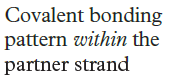 Covalent bonding
pattern within the
partner strand